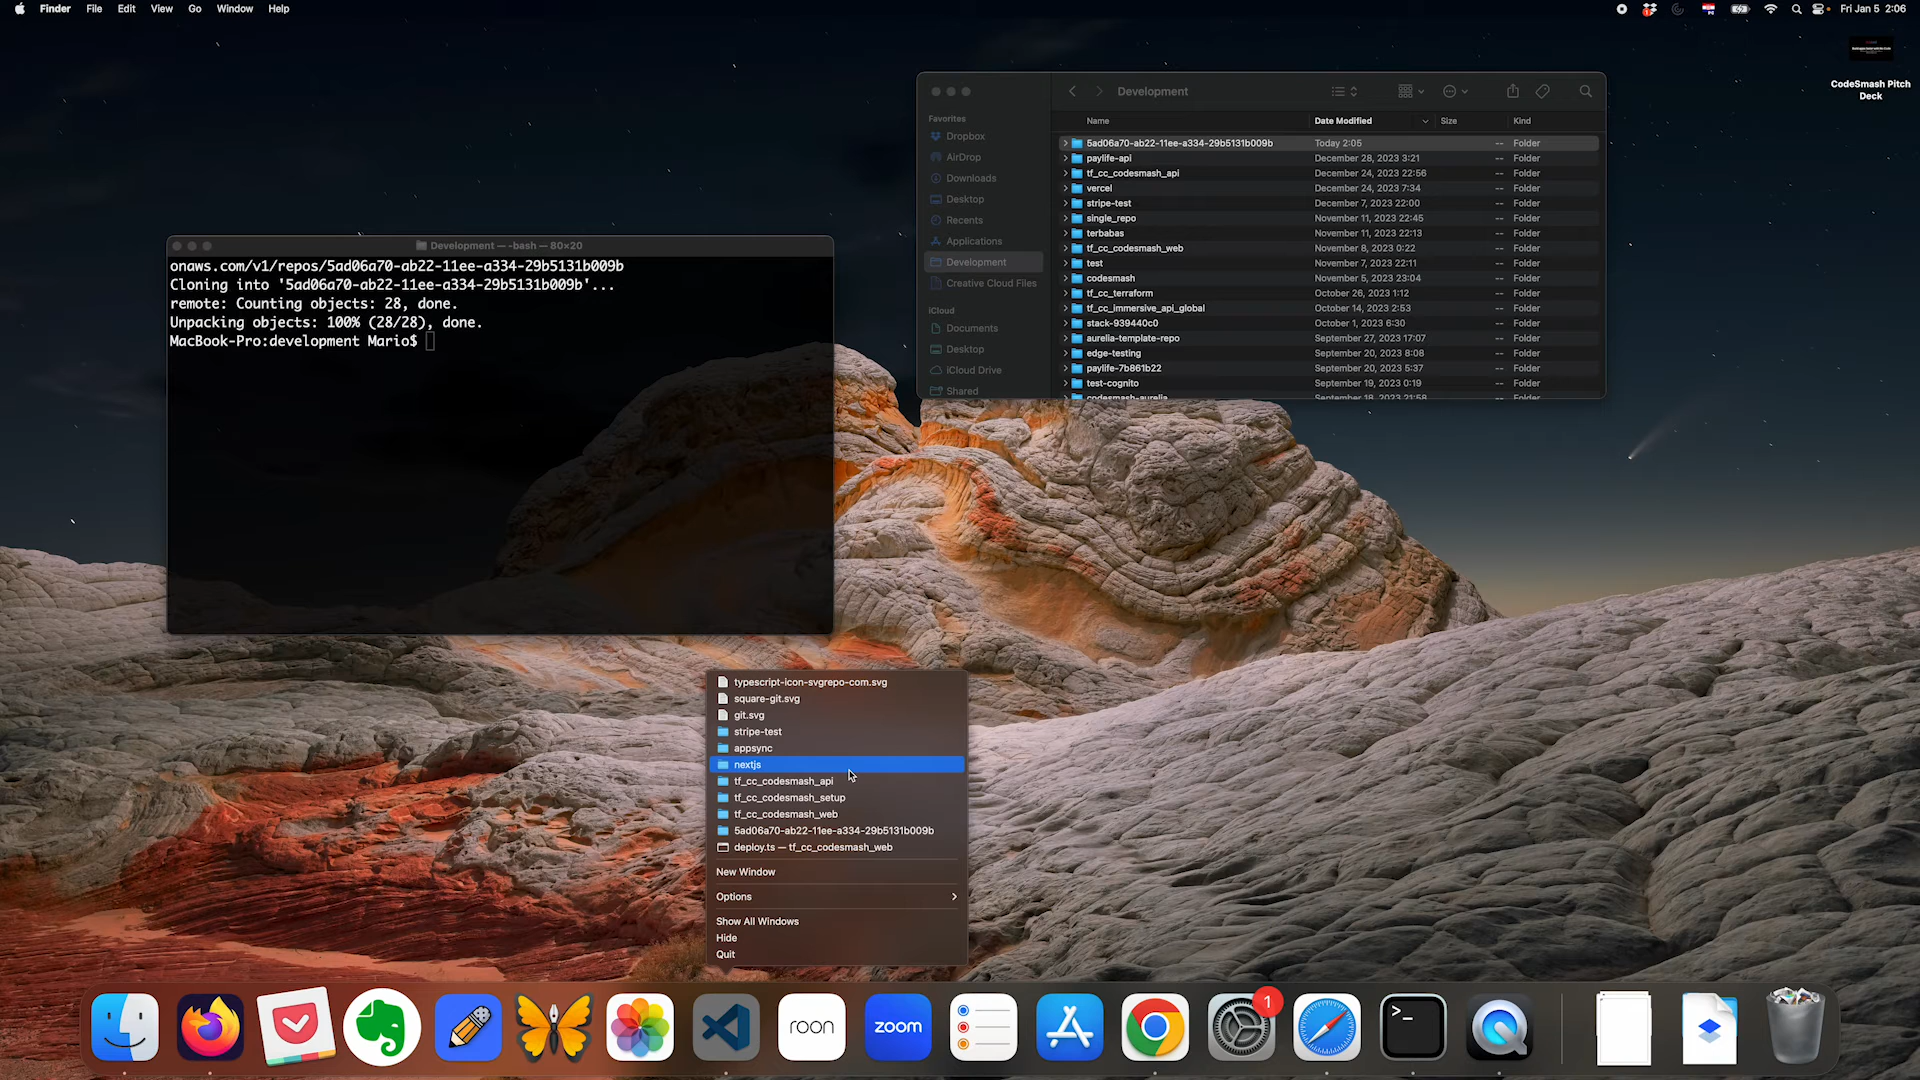 Finder File Edit View Go Window Help
Fri Jan 5 2:06
CodeSmash Pitch
Deck
Development
Favorites
Dropbox
AirDrop
Downloads
Desktop
Recents
Applications
Development
Creative Cloud Files
iCloud
Documents
Desktop
iCloud Drive
Shared
Name Date Modified Size Kind
5ad06a70-ab22-11ee-a334-29b5131b009b Today 2:05 -- Folder
paylife-api December 28, 2023 3:21 -- Folder
tf_cc_codesmash_api December 24, 2023 22:56 -- Folder
vercel December 24, 2023 7:34 -- Folder
stripe-test December 7, 2023 22:00 -- Folder
single_repo November 11, 2023 22:45 -- Folder
terbabas November 11, 2023 22:13 -- Folder
tf_cc_codesmash_web November 8, 2023 0:22 -- Folder
test November 7, 2023 22:11 -- Folder
codesmash November 5, 2023 23:04 -- Folder
tf_cc_terraform October 26, 2023 1:12 -- Folder
tf_cc_immersive_api_global October 14, 2023 2:53 -- Folder
stack-939440c0 October 1, 2023 6:30 -- Folder
aurelia-template-repo September 27, 2023 17:07 -- Folder
edge-testing September 20, 2023 8:08 -- Folder
paylife-7b861b22 September 20, 2023 5:37 -- Folder
test-cognito September 19, 2023 0:19 -- Folder
codesmash-aurelia September 18, 2023 21:58 -- Folder
Development — -bash — 80×20
onaws.com/v1/repos/5ad06a70-ab22-11ee-a334-29b5131b009b
Cloning into '5ad06a70-ab22-11ee-a334-29b5131b009b'...
remote: Counting objects: 28, done.
Unpacking objects: 100% (28/28), done.
MacBook-Pro:development Mario$
typescript-icon-svgrepo-com.svg
square-git.svg
git.svg
stripe-test
appsync
nextjs
tf_cc_codesmash_api
tf_cc_codesmash_setup
tf_cc_codesmash_web
5ad06a70-ab22-11ee-a334-29b5131b009b
deploy.ts — tf_cc_codesmash_web
New Window
Options
Show All Windows
Hide
Quit
roon
zoom
1
>_